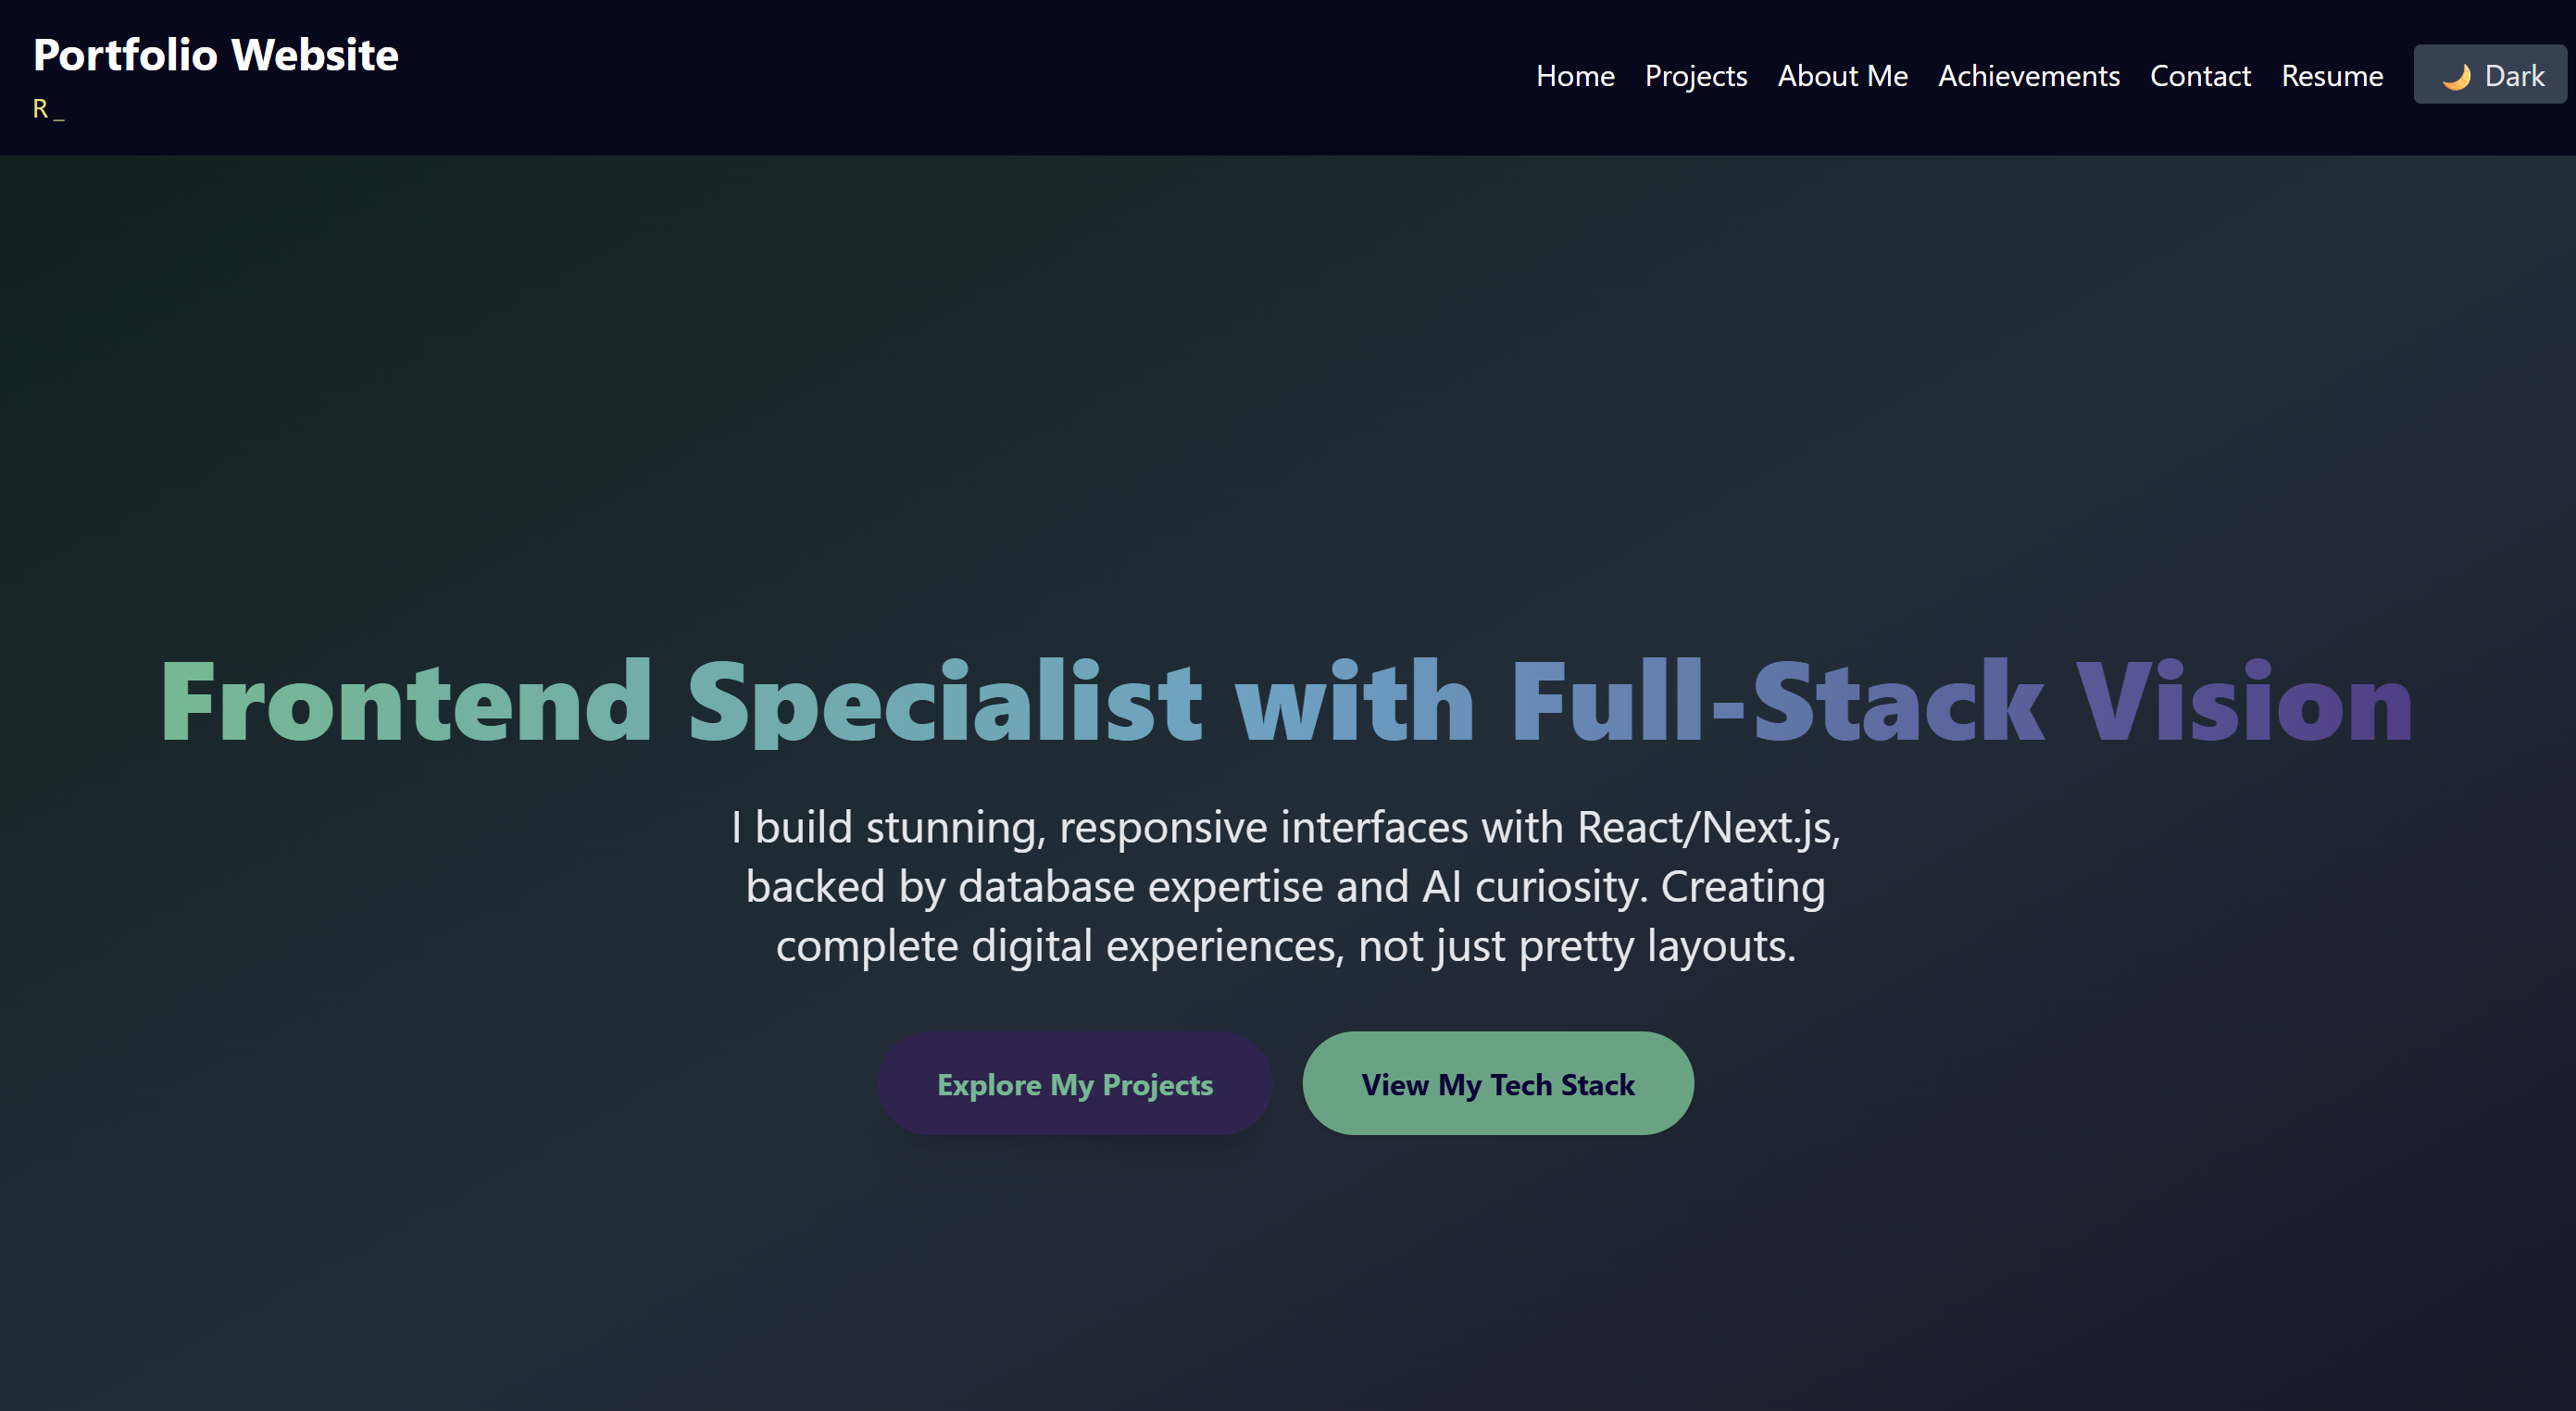 Portfolio Website
R_
Home Projects About Me Achievements Contact Resume 🌙 Dark
Frontend Specialist with Full-Stack Vision
I build stunning, responsive interfaces with React/Next.js,
backed by database expertise and AI curiosity. Creating
complete digital experiences, not just pretty layouts.
Explore My Projects View My Tech Stack